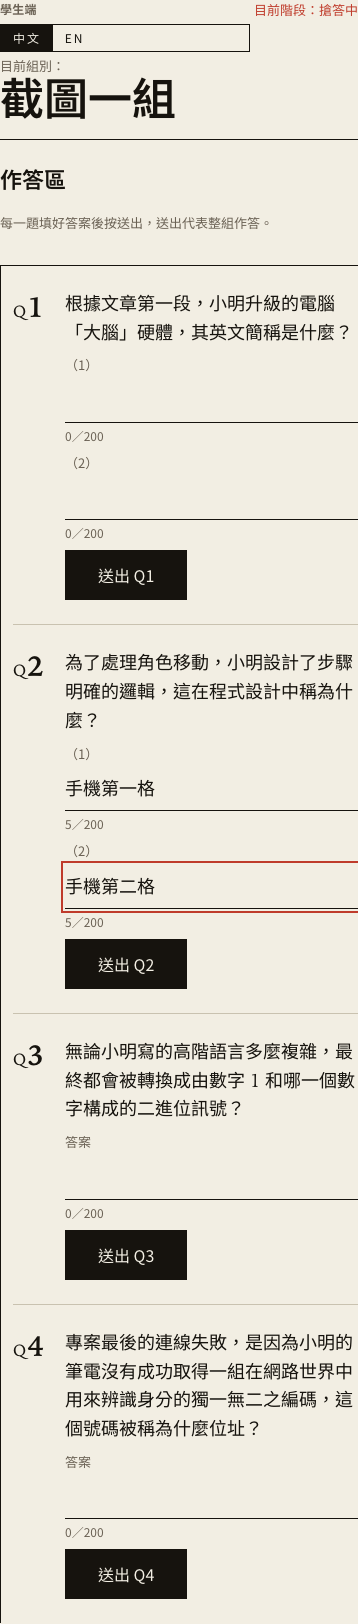 學生端
目前階段：搶答中
中文 EN
目前組別：
截圖一組
作答區
每一題填好答案後按送出，送出代表整組作答。
Q1
根據文章第一段，小明升級的電腦
「大腦」硬體，其英文簡稱是什麼？
（1）
0／200
（2）
0／200
送出 Q1
Q2
為了處理角色移動，小明設計了步驟
明確的邏輯，這在程式設計中稱為什
麼？
（1）
手機第一格
5／200
（2）
手機第二格
5／200
送出 Q2
Q3
無論小明寫的高階語言多麼複雜，最
終都會被轉換成由數字 1 和哪一個數
字構成的二進位訊號？
答案
0／200
送出 Q3
Q4
專案最後的連線失敗，是因為小明的
筆電沒有成功取得一組在網路世界中
用來辨識身分的獨一無二之編碼，這
個號碼被稱為什麼位址？
答案
0／200
送出 Q4